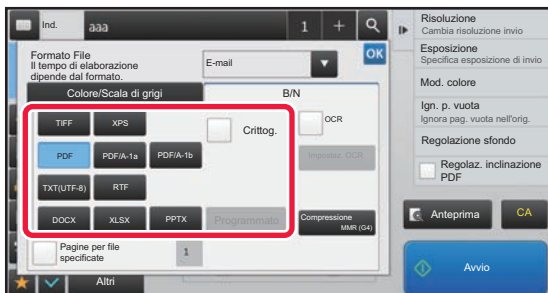 Ind.
aaa
1
+
Formato File
Il tempo di elaborazione
dipende dal formato.
E-mail
OK
Colore/Scala di grigi
B/N
TIFF
XPS
Crittog.
OCR
PDF
PDF/A-1a
PDF/A-1b
Impostaz. OCR
TXT(UTF-8)
RTF
DOCX
XLSX
PPTX
Programmato
Compressione
MMR (G4)
Pagine per file
specificate
1
Altri
Risoluzione
Cambia risoluzione invio
Esposizione
Specifica esposizione di invio
Mod. colore
Ign. p. vuota
Ignora pag. vuota nell'orig.
Regolazione sfondo
Regolaz. inclinazione
PDF
Anteprima
CA
Avvio